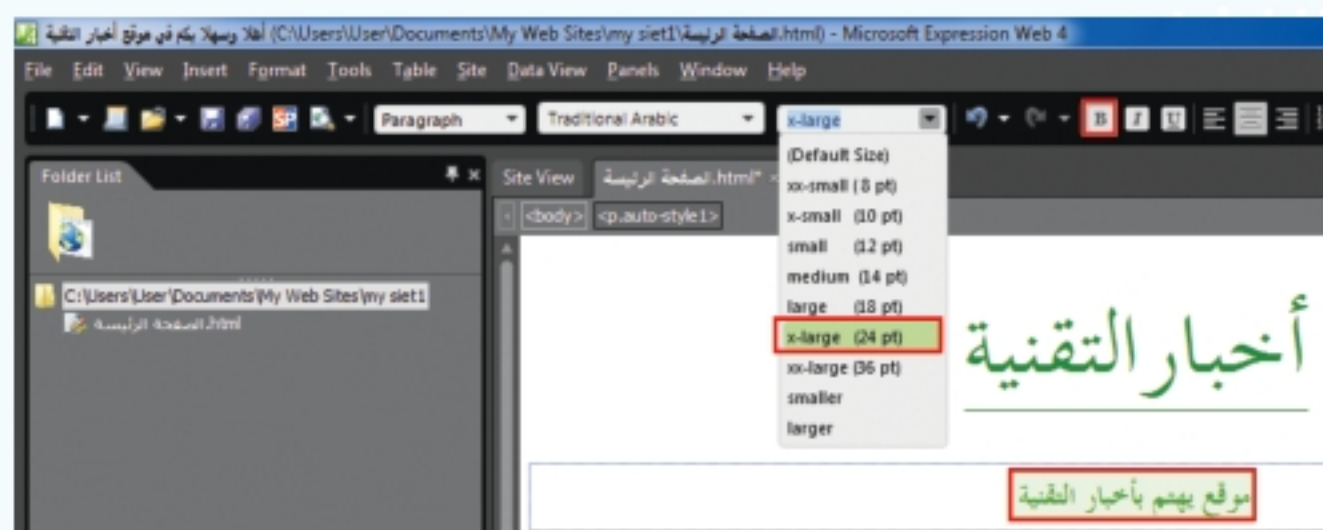 أهلا وسهلا بكم في موقع أخبار التقنية (C:\Users\User\Documents\My Web Sites\my siet1\الصفحة الرئيسة.html) - Microsoft Expression Web 4
File Edit View Insert Format Tools Table Site Data View Panels Window Help
SP Paragraph Traditional Arabic x-large B I U
Folder List
Site View الصفحة الرئيسة.html* ×
<body> <p.auto-style1>
C:\Users\User\Documents\My Web Sites\my siet1
الصفحة الرئيسة.html
(Default Size)
xx-small (8 pt)
x-small (10 pt)
small (12 pt)
medium (14 pt)
large (18 pt)
x-large (24 pt)
xx-large (36 pt)
smaller
larger
أخبار التقنية
موقع يهتم بأخبار التقنية